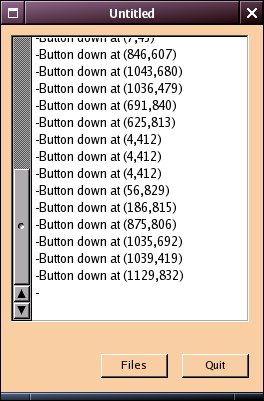 Untitled
-Button down at (7,45)
-Button down at (846,607)
-Button down at (1043,680)
-Button down at (1036,479)
-Button down at (691,840)
-Button down at (625,813)
-Button down at (4,412)
-Button down at (4,412)
-Button down at (4,412)
-Button down at (56,829)
-Button down at (186,815)
-Button down at (875,806)
-Button down at (1035,692)
-Button down at (1039,419)
-Button down at (1129,832)
-
Files Quit